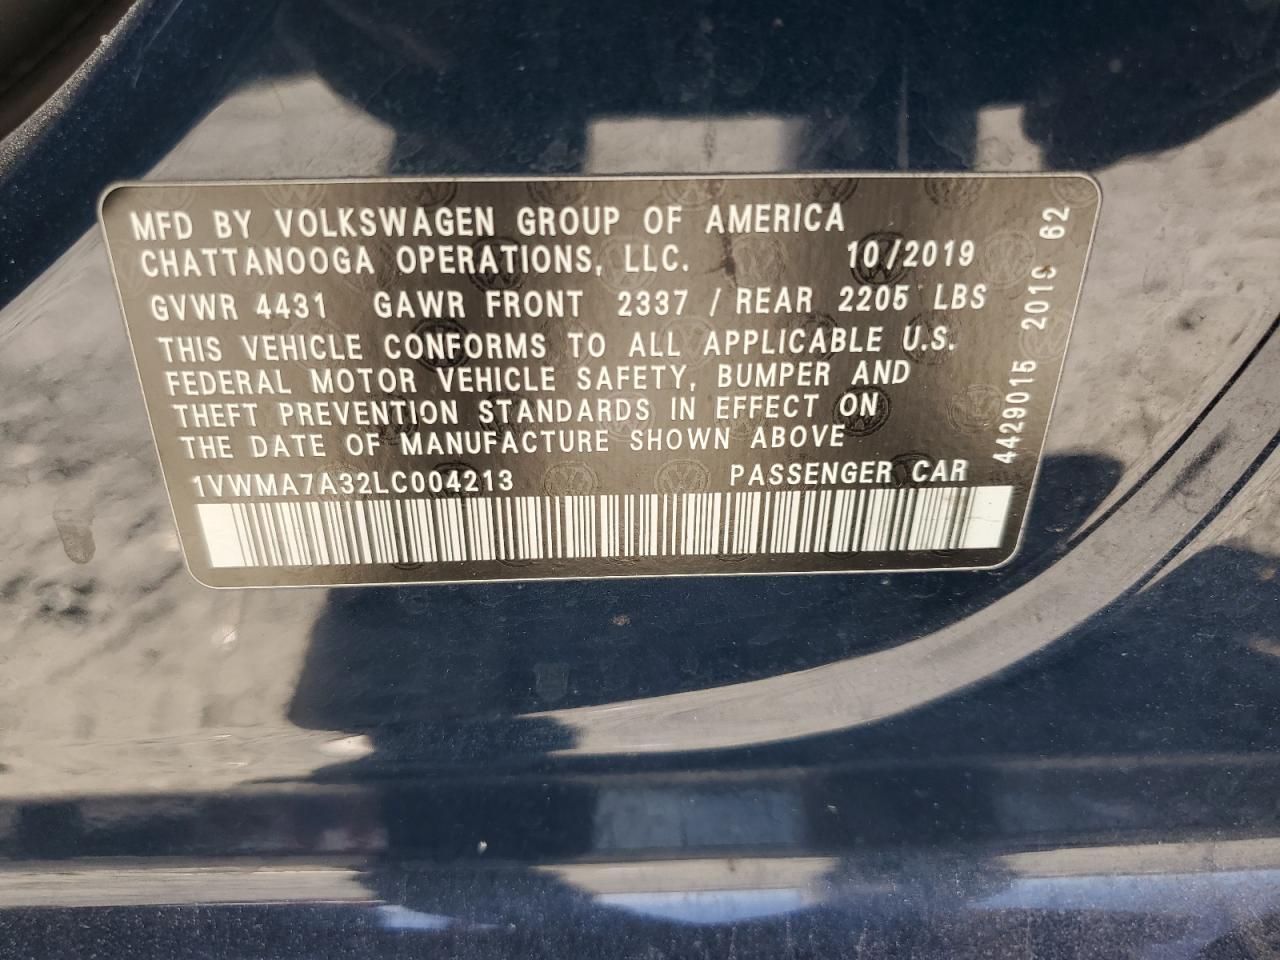 MFD BY VOLKSWAGEN GROUP OF AMERICA
CHATTANOOGA OPERATIONS, LLC. 10/2019
GVWR 4431 GAWR FRONT 2337 / REAR 2205 LBS
THIS VEHICLE CONFORMS TO ALL APPLICABLE U.S.
FEDERAL MOTOR VEHICLE SAFETY, BUMPER AND
THEFT PREVENTION STANDARDS IN EFFECT ON
THE DATE OF MANUFACTURE SHOWN ABOVE
1VWMA7A32LC004213 PASSENGER CAR
4429015 2019 62